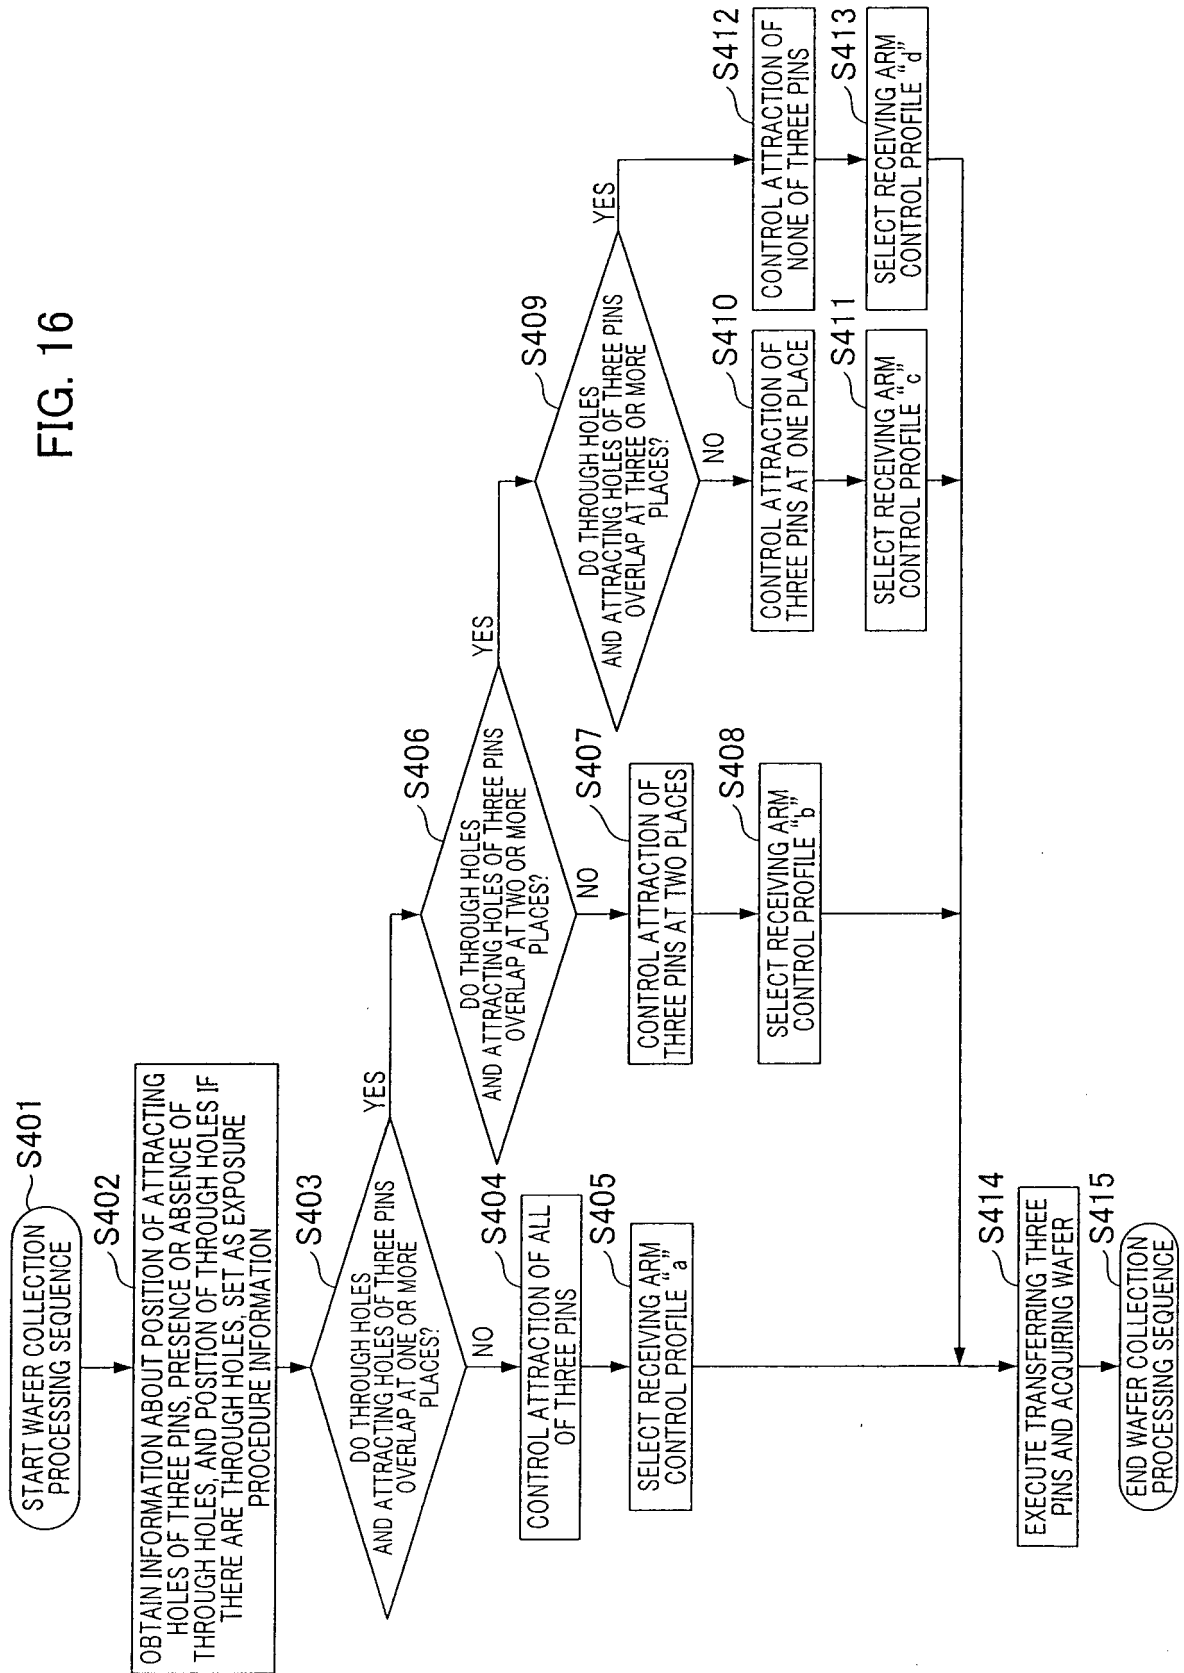 FIG. 16
START WAFER COLLECTION
PROCESSING SEQUENCE
S401
OBTAIN INFORMATION ABOUT POSITION OF ATTRACTING
HOLES OF THREE PINS, PRESENCE OR ABSENCE OF
THROUGH HOLES, AND POSITION OF THROUGH HOLES IF
THERE ARE THROUGH HOLES, SET AS EXPOSURE
PROCEDURE INFORMATION
S402
DO THROUGH HOLES
AND ATTRACTING HOLES OF THREE PINS
OVERLAP AT ONE OR MORE
PLACES?
S403
YES
NO
CONTROL ATTRACTION OF ALL
OF THREE PINS
S404
SELECT RECEIVING ARM
CONTROL PROFILE "a"
S405
DO THROUGH HOLES
AND ATTRACTING HOLES OF THREE PINS
OVERLAP AT TWO OR MORE
PLACES?
S406
YES
NO
CONTROL ATTRACTION OF
THREE PINS AT TWO PLACES
S407
SELECT RECEIVING ARM
CONTROL PROFILE "b"
S408
DO THROUGH HOLES
AND ATTRACTING HOLES OF THREE PINS
OVERLAP AT THREE OR MORE
PLACES?
S409
YES
NO
CONTROL ATTRACTION OF
THREE PINS AT ONE PLACE
S410
SELECT RECEIVING ARM
CONTROL PROFILE "c"
S411
CONTROL ATTRACTION OF
NONE OF THREE PINS
S412
SELECT RECEIVING ARM
CONTROL PROFILE "d"
S413
EXECUTE TRANSFERRING THREE
PINS AND ACQUIRING WAFER
S414
END WAFER COLLECTION
PROCESSING SEQUENCE
S415